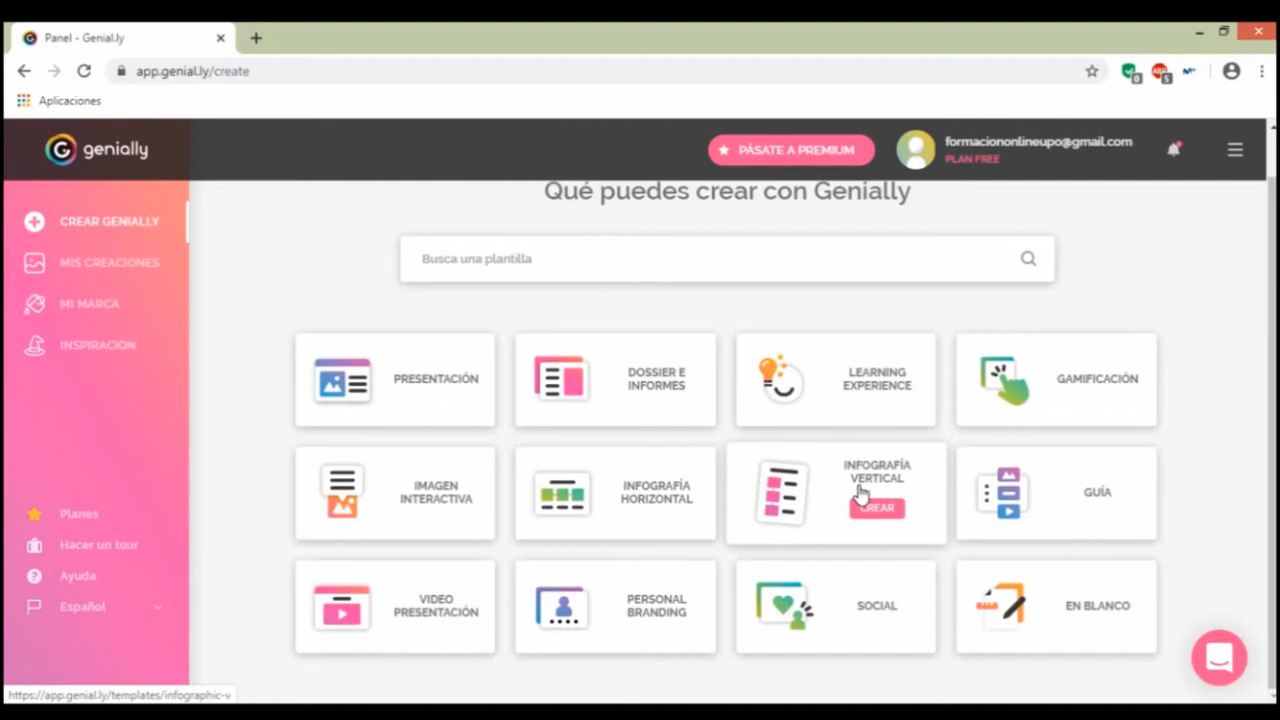 Panel - Genial.ly
app.genial.ly/create
0
5
Aplicaciones
genially
PÁSATE A PREMIUM
formaciononlineupo@gmail.com
PLAN FREE
Qué puedes crear con Genially
CREAR GENIALLY
MIS CREACIONES
MI MARCA
INSPIRACIÓN
Busca una plantilla
PRESENTACIÓN
DOSSIER E
INFORMES
LEARNING
EXPERIENCE
GAMIFICACIÓN
IMAGEN
INTERACTIVA
INFOGRAFÍA
HORIZONTAL
INFOGRAFÍA
VERTICAL
CREAR
GUÍA
VIDEO
PRESENTACIÓN
PERSONAL
BRANDING
SOCIAL
EN BLANCO
Planes
Hacer un tour
Ayuda
Español
https://app.genial.ly/templates/infographic-v